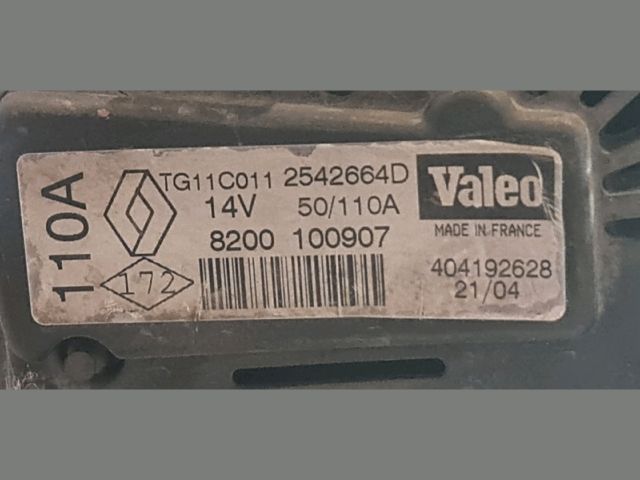 110A
TG11C011 2542664D
14V 50/110A
8200 100907
172
Valeo
MADE IN FRANCE
404192628
21/04